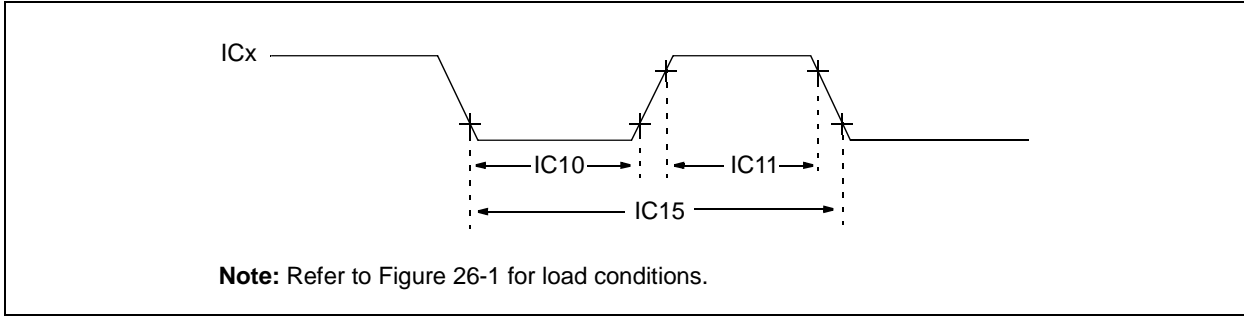 ICx
IC10
IC11
IC15
Note: Refer to Figure 26-1 for load conditions.